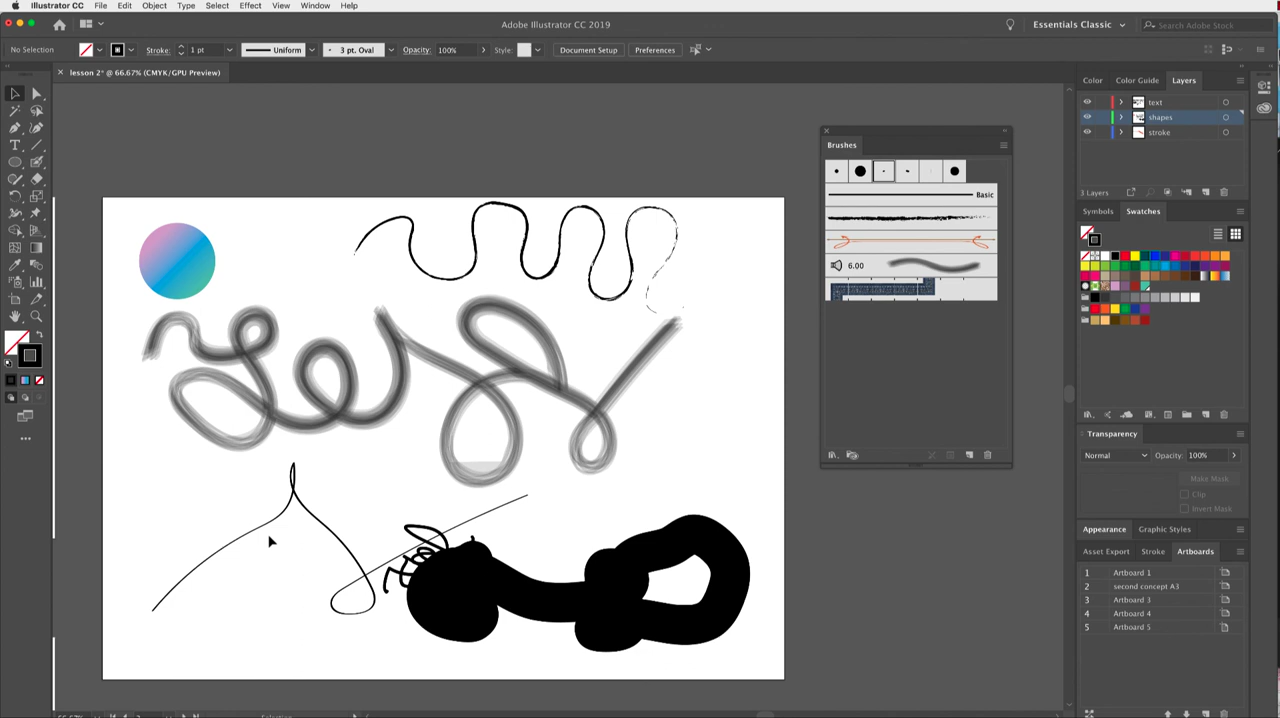 Illustrator CC File Edit Object Type Select Effect View Window Help
Adobe Illustrator CC 2019
Essentials Classic
Search Adobe Stock
No Selection Stroke: 1 pt Uniform 3 pt. Oval Opacity: 100% Style: Document Setup Preferences
lesson 2* @ 66.67% (CMYK/GPU Preview)
Color Color Guide Layers
text
shapes
stroke
3 Layers
Brushes
Basic
6.00
Symbols Swatches
Transparency
Normal Opacity: 100%
Make Mask
Clip
Invert Mask
Appearance Graphic Styles
Asset Export Stroke Artboards
1 Artboard 1
2 second concept A3
3 Artboard 3
4 Artboard 4
5 Artboard 5
Selection